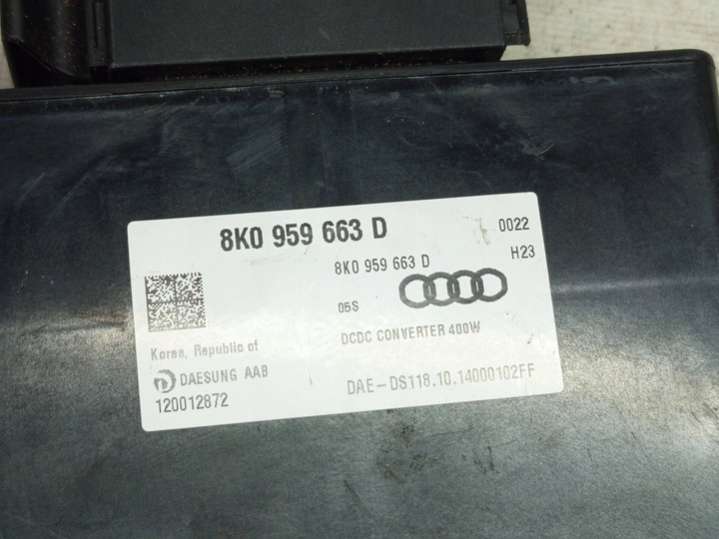 8K0 959 663 D
0022
8K0 959 663 D
H23
05S
DCDC CONVERTER 400W
Korea, Republic of
DAESUNG AAB
DAE-DS118.10.14000102FF
120012872